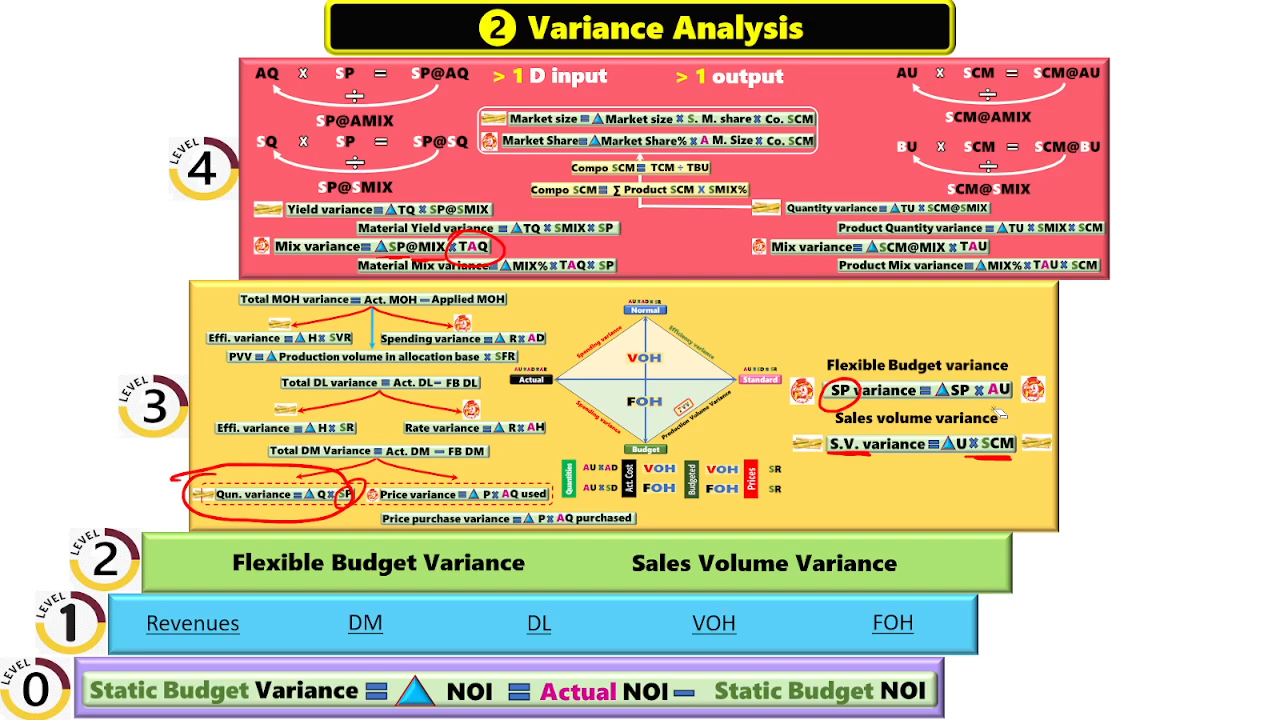 2 Variance Analysis
LEVEL 4
AQ X SP = SP@AQ
÷
SP@AMIX
SQ X SP = SP@SQ
÷
SP@SMIX
> 1 D input > 1 output
AU X SCM = SCM@AU
÷
SCM@AMIX
BU X SCM = SCM@BU
÷
SCM@SMIX
Market size = △ Market size x S. M. share x Co. SCM
Market Share = △ Market Share% x A M. Size x Co. SCM
Compo SCM = TCM ÷ TBU
Compo SCM = ∑ Product SCM X SMIX%
Yield variance = △ TQ x SP@SMIX
Material Yield variance = △ TQ x SMIX x SP
Mix variance = △ SP@MIX x TAQ
Material Mix variance = △ MIX% x TAQ x SP
Quantity variance = △ TU x SCM@SMIX
Product Quantity variance = △ TU x SMIX x SCM
Mix variance = △ SCM@MIX x TAU
Product Mix variance = △ MIX% x TAU x SCM
LEVEL 3
Total MOH variance = Act. MOH − Applied MOH
Effi. variance = △ H x SVR
Spending variance = △ R x AD
PVV = △ Production volume in allocation base x SFR
Total DL variance = Act. DL − FB DL
Effi. variance = △ H x SR
Rate variance = △ R x AH
Total DM Variance = Act. DM − FB DM
Qun. variance = △ Q x SP
Price variance = △ P x AQ used
Price purchase variance = △ P x AQ purchased
Normal
Spending variance
Efficiency variance
VOH
Actual
Standard
FOH
Spending variance
PVV
Production Volume Variance
Budget
Quantities
AU X AD
AU X SD
Act. Cost
VOH
FOH
Budgeted
VOH
FOH
Prices
SR
SR
Flexible Budget variance
SP variance = △ SP x AU
Sales volume variance
S.V. variance = △ U x SCM
LEVEL 2
Flexible Budget Variance Sales Volume Variance
LEVEL 1
Revenues DM DL VOH FOH
LEVEL 0
Static Budget Variance = △ NOI = Actual NOI − Static Budget NOI